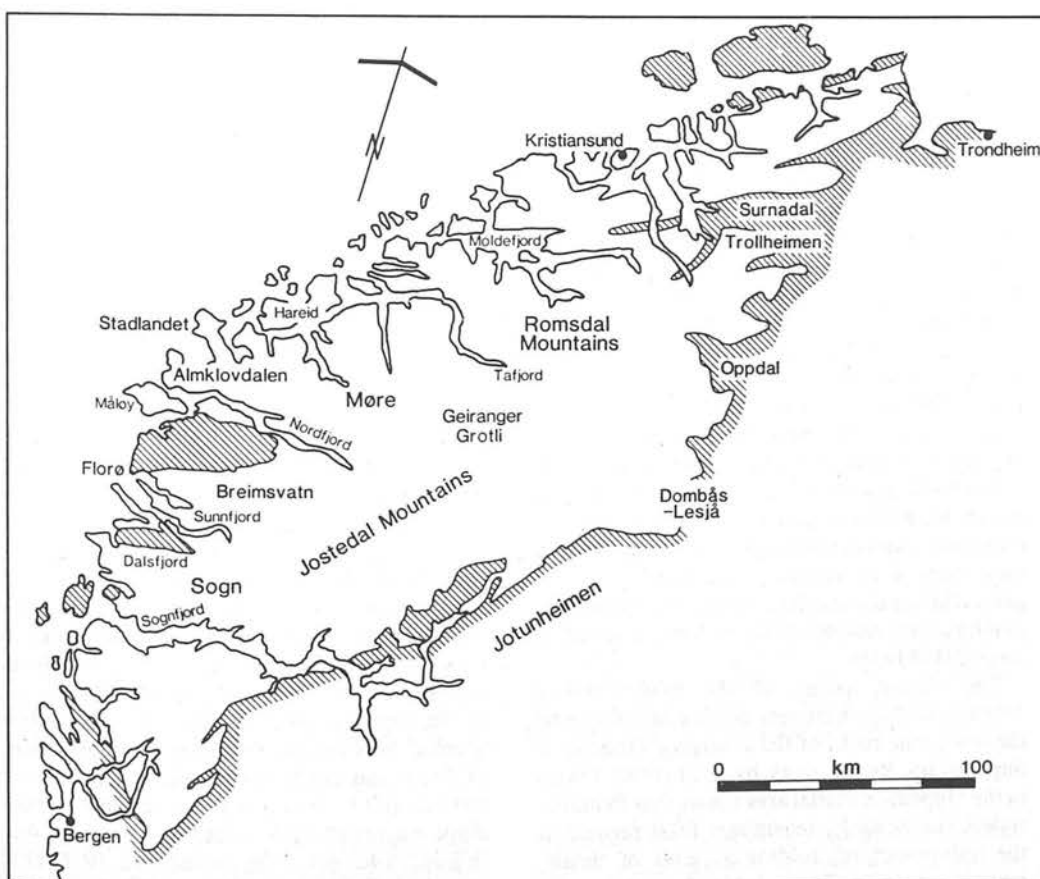 N
Kristiansund
Trondheim
Surnadal
Moldefjord
Trollheimen
Hareid
Stadlandet
Romsdal
Mountains
Oppdal
Almklovdalen
Tafjord
Måloy
Møre
Geiranger
Grotli
Nordfjord
Florø
Breimsvatn
Dombås
-Lesjå
Sunnfjord
Jostedal Mountains
Dalsfjord
Sogn
Jotunheimen
Sognfjord
0 km 100
Bergen